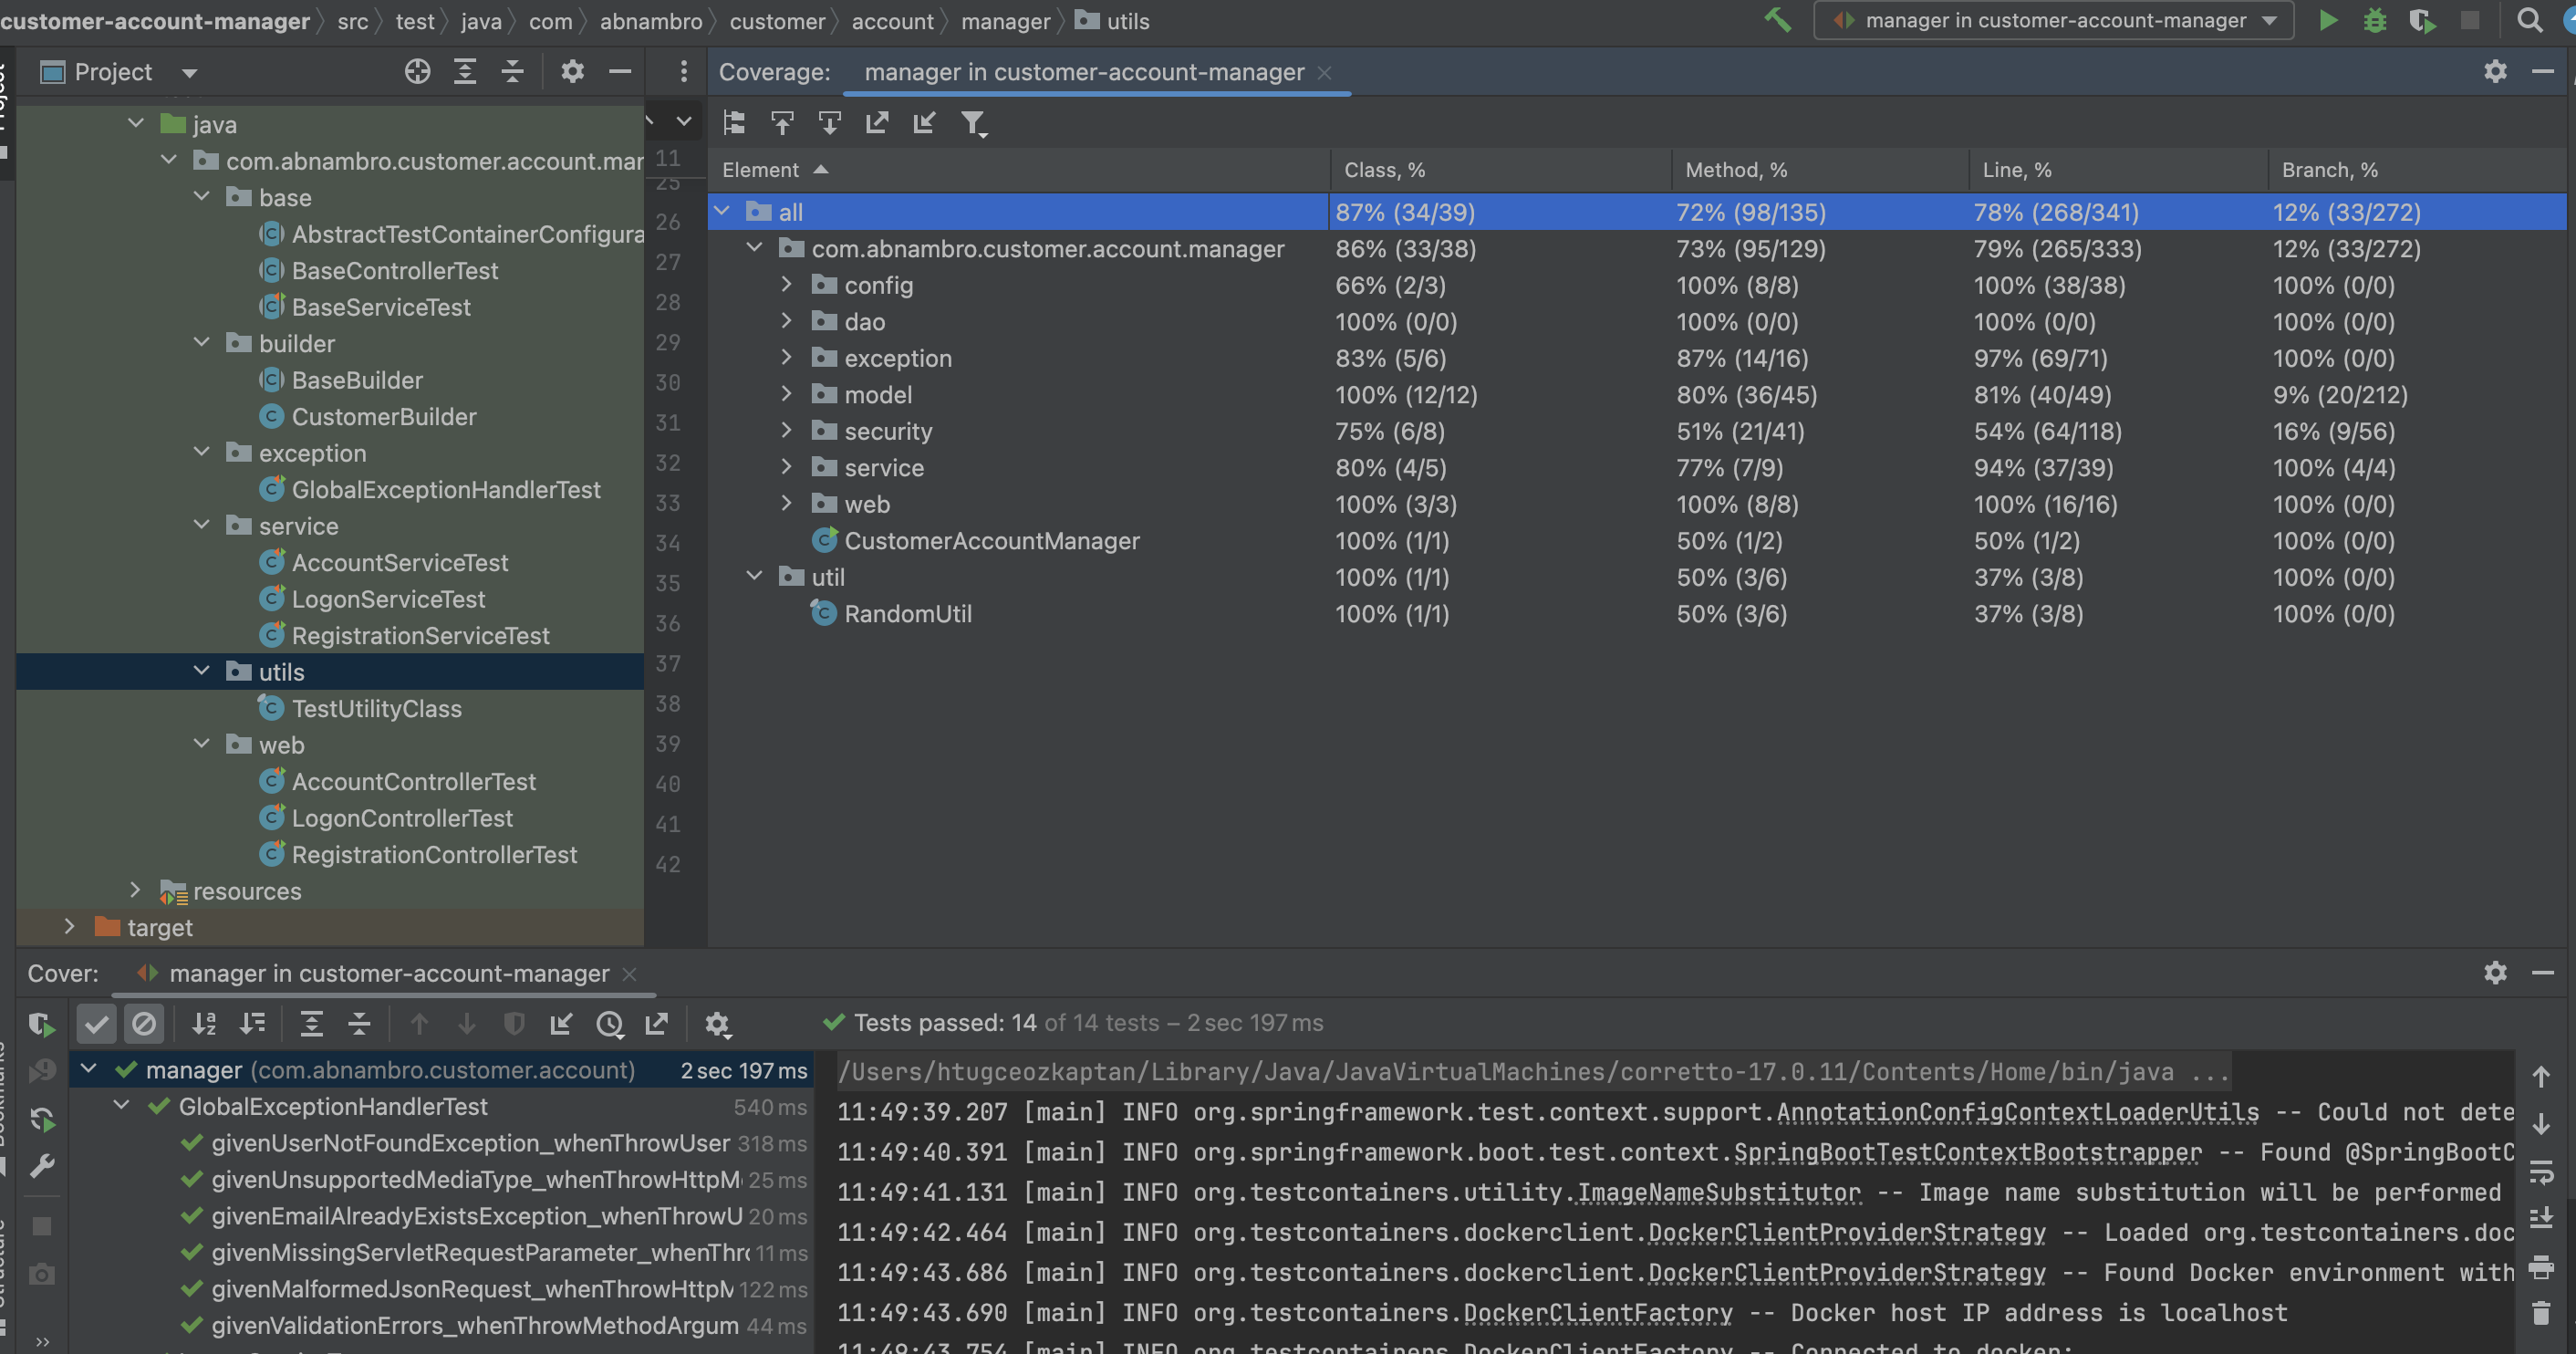 customer-account-manager src test java com abnambro customer account manager utils
manager in customer-account-manager
Project
java
com.abnambro.customer.account.mar
base
AbstractTestContainerConfigura
BaseControllerTest
BaseServiceTest
builder
BaseBuilder
CustomerBuilder
exception
GlobalExceptionHandlerTest
service
AccountServiceTest
LogonServiceTest
RegistrationServiceTest
utils
TestUtilityClass
web
AccountControllerTest
LogonControllerTest
RegistrationControllerTest
resources
target
11
25
26
27
28
29
30
31
32
33
34
35
36
37
38
39
40
41
42
Coverage: manager in customer-account-manager
Element Class, % Method, % Line, % Branch, %
all 87% (34/39) 72% (98/135) 78% (268/341) 12% (33/272)
com.abnambro.customer.account.manager 86% (33/38) 73% (95/129) 79% (265/333) 12% (33/272)
config 66% (2/3) 100% (8/8) 100% (38/38) 100% (0/0)
dao 100% (0/0) 100% (0/0) 100% (0/0) 100% (0/0)
exception 83% (5/6) 87% (14/16) 97% (69/71) 100% (0/0)
model 100% (12/12) 80% (36/45) 81% (40/49) 9% (20/212)
security 75% (6/8) 51% (21/41) 54% (64/118) 16% (9/56)
service 80% (4/5) 77% (7/9) 94% (37/39) 100% (4/4)
web 100% (3/3) 100% (8/8) 100% (16/16) 100% (0/0)
CustomerAccountManager 100% (1/1) 50% (1/2) 50% (1/2) 100% (0/0)
util 100% (1/1) 50% (3/6) 37% (3/8) 100% (0/0)
RandomUtil 100% (1/1) 50% (3/6) 37% (3/8) 100% (0/0)
Cover: manager in customer-account-manager
Tests passed: 14 of 14 tests – 2 sec 197 ms
manager (com.abnambro.customer.account) 2 sec 197 ms
GlobalExceptionHandlerTest 540 ms
givenUserNotFoundException_whenThrowUser 318 ms
givenUnsupportedMediaType_whenThrowHttpM 25 ms
givenEmailAlreadyExistsException_whenThrowU 20 ms
givenMissingServletRequestParameter_whenThr 11 ms
givenMalformedJsonRequest_whenThrowHttpM 122 ms
givenValidationErrors_whenThrowMethodArgum 44 ms
/Users/htugceozkaptan/Library/Java/JavaVirtualMachines/corretto-17.0.11/Contents/Home/bin/java ...
11:49:39.207 [main] INFO org.springframework.test.context.support.AnnotationConfigContextLoaderUtils -- Could not dete
11:49:40.391 [main] INFO org.springframework.boot.test.context.SpringBootTestContextBootstrapper -- Found @SpringBootC
11:49:41.131 [main] INFO org.testcontainers.utility.ImageNameSubstitutor -- Image name substitution will be performed
11:49:42.464 [main] INFO org.testcontainers.dockerclient.DockerClientProviderStrategy -- Loaded org.testcontainers.doc
11:49:43.686 [main] INFO org.testcontainers.dockerclient.DockerClientProviderStrategy -- Found Docker environment with
11:49:43.690 [main] INFO org.testcontainers.DockerClientFactory -- Docker host IP address is localhost
11:49:43.754 [main] INFO org.testcontainers.DockerClientFactory -- Connected to docker: